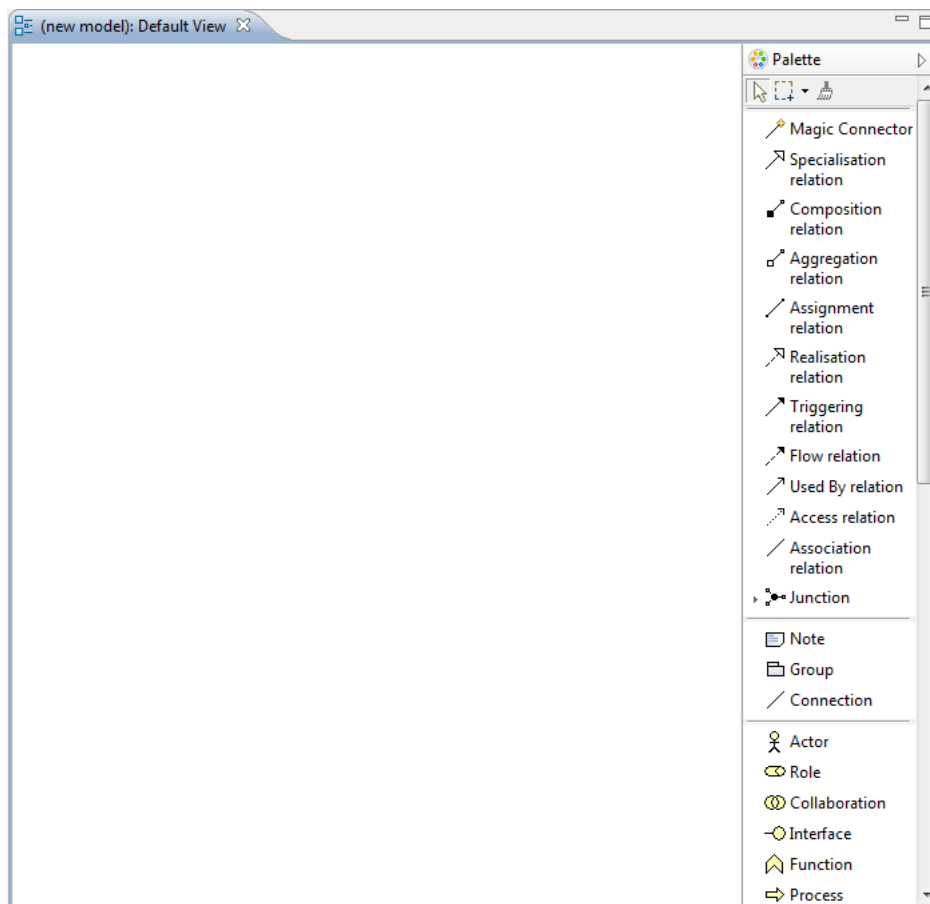 (new model): Default View
Palette
Magic Connector
Specialisation
relation
Composition
relation
Aggregation
relation
Assignment
relation
Realisation
relation
Triggering
relation
Flow relation
Used By relation
Access relation
Association
relation
Junction
Note
Group
Connection
Actor
Role
Collaboration
Interface
Function
Process